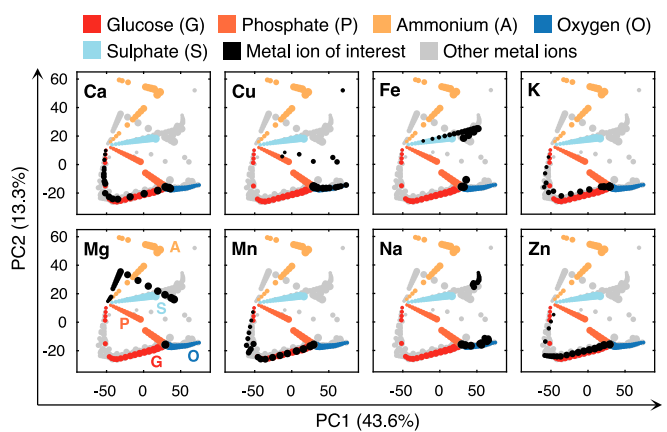 Glucose (G) Phosphate (P) Ammonium (A) Oxygen (O)
Sulphate (S) Metal ion of interest Other metal ions
60 Ca Cu Fe K
40
20
0
-20
60 Mg A Mn Na Zn
40
20 S
0 P
-20 G O
-50 0 50 -50 0 50 -50 0 50 -50 0 50
PC1 (43.6%)
PC2 (13.3%)